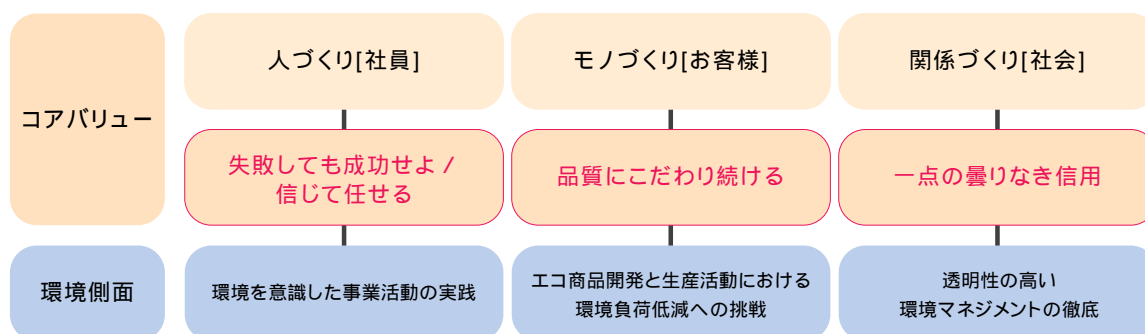 コアバリュー
人づくり[社員]
モノづくり[お客様]
関係づくり[社会]
失敗しても成功せよ /
信じて任せる
品質にこだわり続ける
一点の曇りなき信用
環境側面
環境を意識した事業活動の実践
エコ商品開発と生産活動における
環境負荷低減への挑戦
透明性の高い
環境マネジメントの徹底